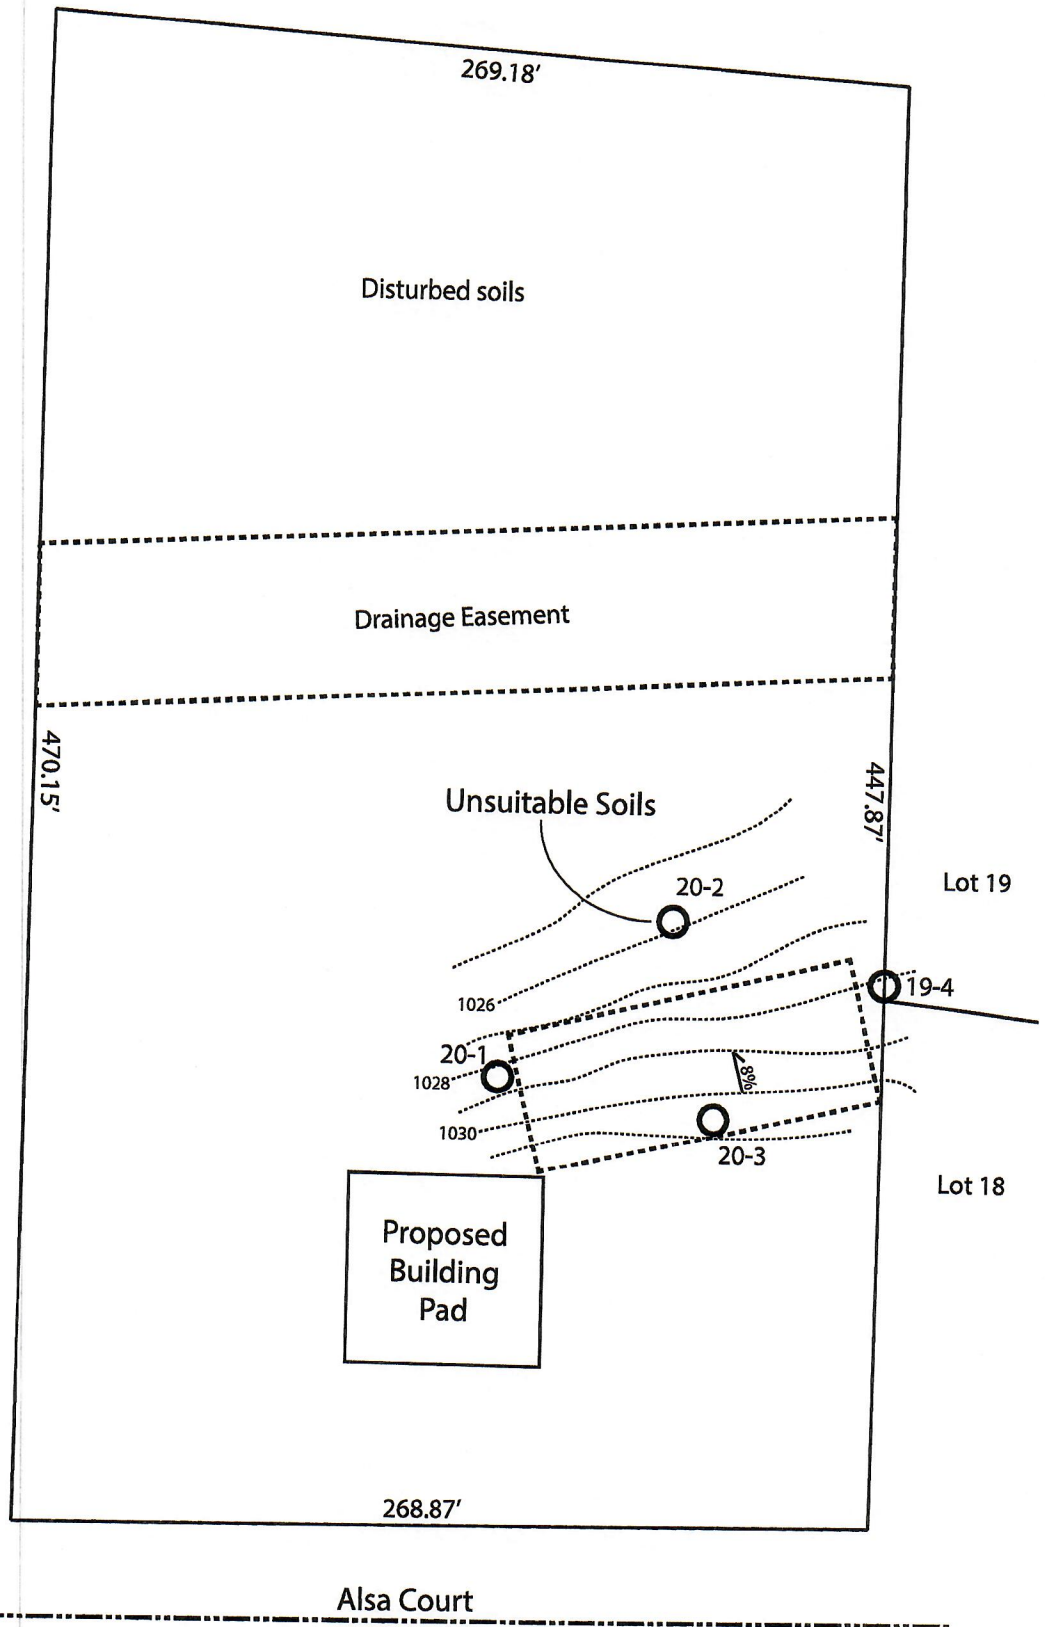 269.18'
Disturbed soils
Drainage Easement
470.15'
447.87'
Unsuitable Soils
20-2
Lot 19
1026
19-4
20-1
1028
8%
1030
20-3
Lot 18
Proposed
Building
Pad
268.87'
Alsa Court